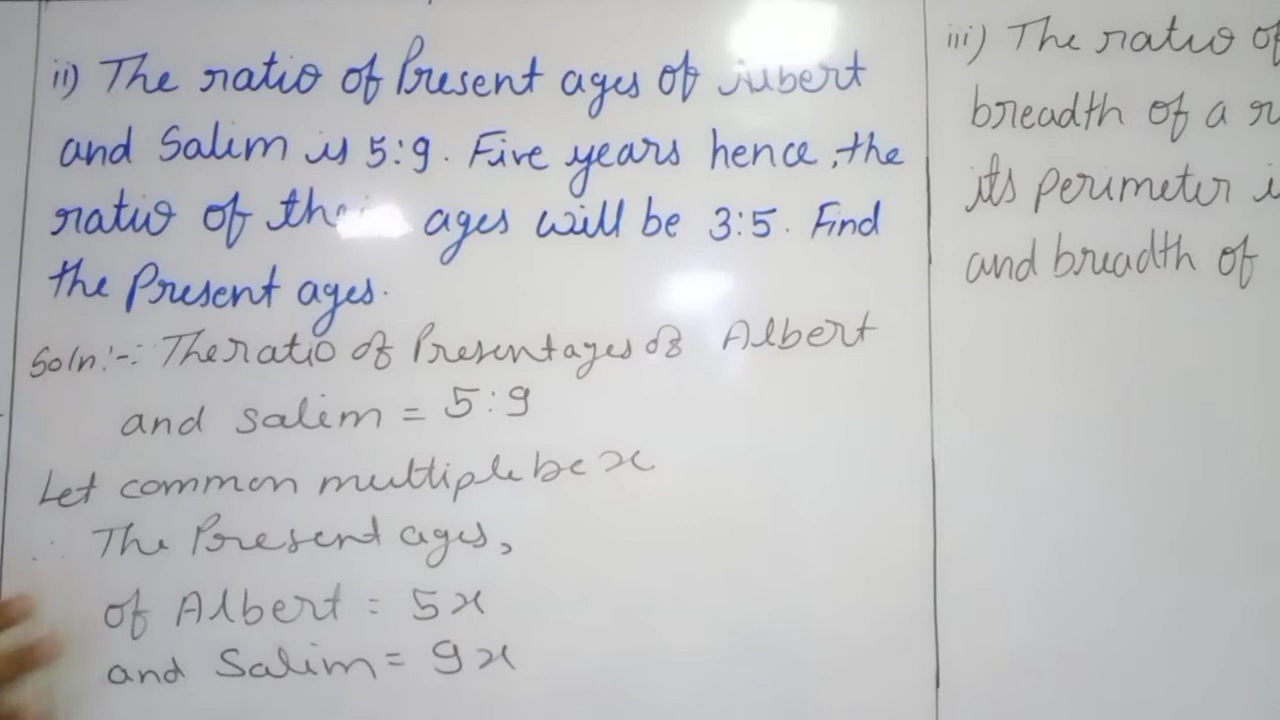 ii) The ratio of Present ages of Albert
and Salim is 5:9. Five years hence, the
ratio of their ages will be 3:5. Find
the Present ages.
Soln:-: The ratio of Present ages of Albert
and Salim = 5:9
Let common multiple be x
∴ The Present ages,
of Albert = 5x
and Salim = 9x
iii) The ratio of
breadth of a
its perimeter
and breadth of